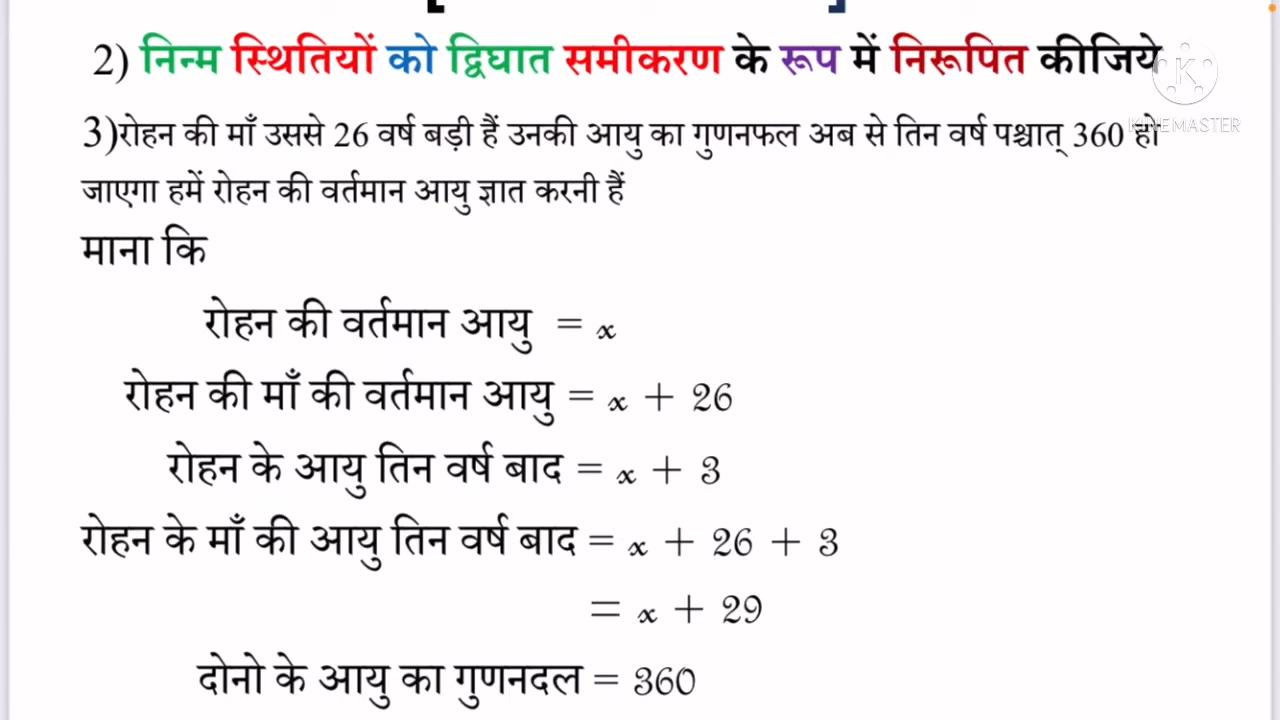 2) निन्म स्थितियों को द्विघात समीकरण के रूप में निरूपित कीजिये
KINEMASTER
3)रोहन की माँ उससे 26 वर्ष बड़ी हैं उनकी आयु का गुणनफल अब से तिन वर्ष पश्चात् 360 हो
जाएगा हमें रोहन की वर्तमान आयु ज्ञात करनी हैं
माना कि
रोहन की वर्तमान आयु = x
रोहन की माँ की वर्तमान आयु = x + 26
रोहन के आयु तिन वर्ष बाद = x + 3
रोहन के माँ की आयु तिन वर्ष बाद = x + 26 + 3
= x + 29
दोनो के आयु का गुणनदल = 360